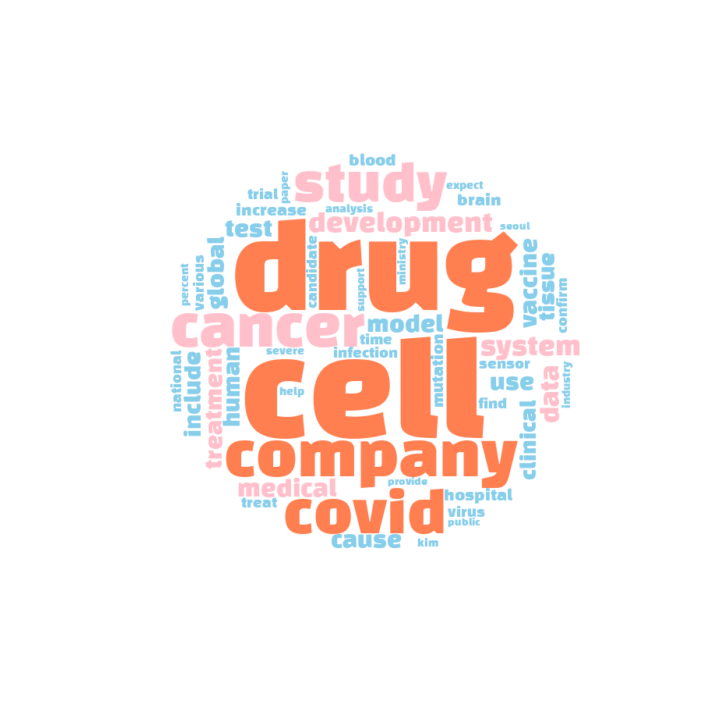 blood
study
trial
paper
expect
brain
increase
analysis
development
seoul
test
drug
candidate
ministry
global
various
percent
support
vaccine
tissue
confirm
cancer
model
time
infection
severe
mutation
system
sensor
cell
national
include
treatment
human
help
use
find
data
industry
clinical
company
medical
provide
treat
covid
hospital
virus
public
cause
kim